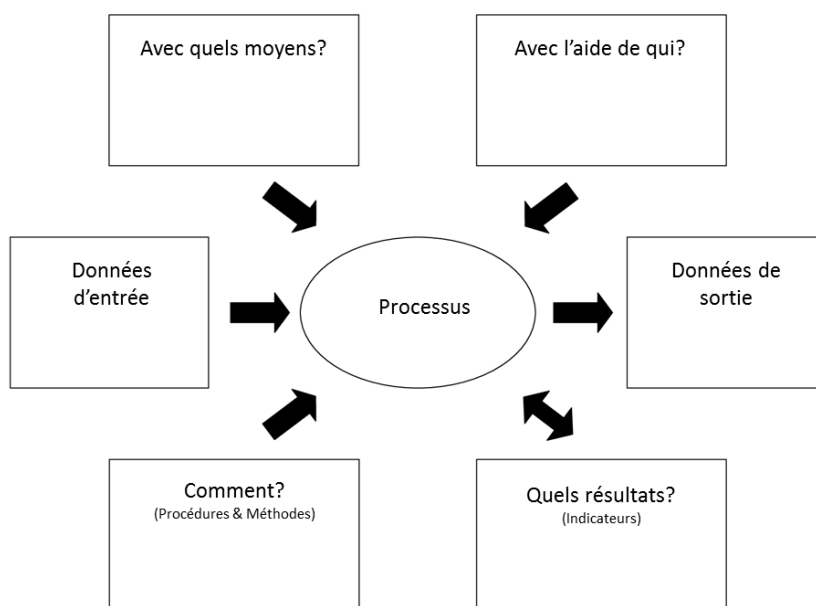 Avec quels moyens?
Avec l’aide de qui?
Données
d’entrée
Processus
Données de
sortie
Comment?
(Procédures & Méthodes)
Quels résultats?
(Indicateurs)